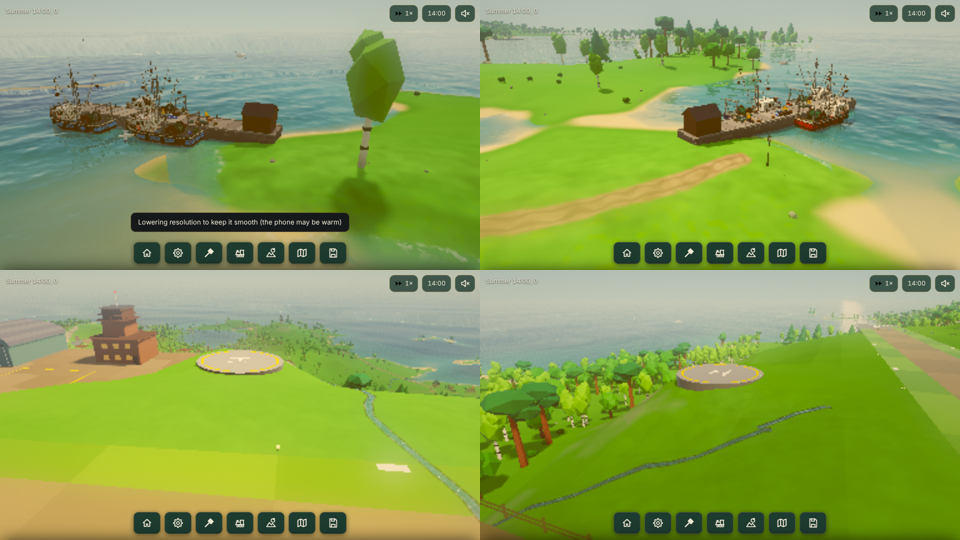 Summer 14:00, 0
1×
14:00
Lowering resolution to keep it smooth (the phone may be warm)
Summer 14:00, 0
1×
14:00
Summer 14:00, 0
1×
14:00
Summer 14:00, 0
1×
14:00